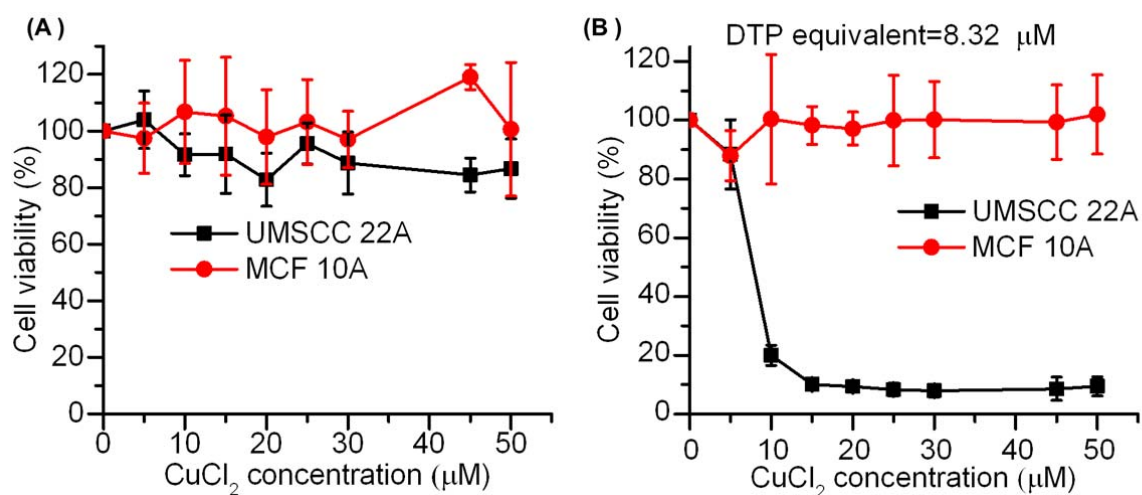 (A)
120
100
80
60
40
20
0
Cell viability (%)
UMSCC 22A
MCF 10A
0 10 20 30 40 50
CuCl₂ concentration (μM)
(B)
DTP equivalent=8.32 μM
120
100
80
60
40
20
0
Cell viability (%)
UMSCC 22A
MCF 10A
0 10 20 30 40 50
CuCl₂ concentration (μM)